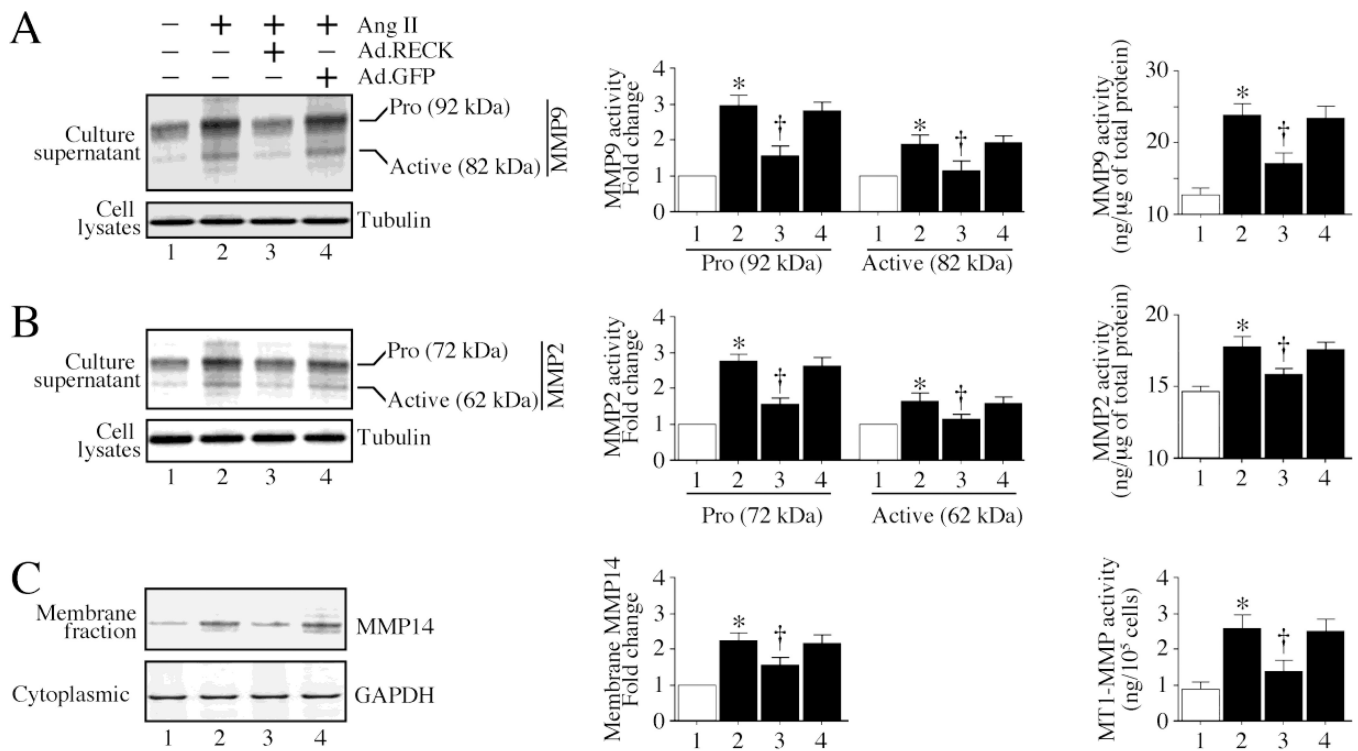 A
− + + + Ang II
− − + − Ad.RECK
− − − + Ad.GFP
Culture supernatant
Pro (92 kDa)
Active (82 kDa)
MMP9
Cell lysates
Tubulin
1 2 3 4
MMP9 activity
Fold change
4
3
2
1
0
* † * †
1 2 3 4 1 2 3 4
Pro (92 kDa) Active (82 kDa)
MMP9 activity
(ng/µg of total protein)
30
25
20
15
10
* †
1 2 3 4
B
Culture supernatant
Pro (72 kDa)
Active (62 kDa)
MMP2
Cell lysates
Tubulin
1 2 3 4
MMP2 activity
Fold change
4
3
2
1
0
* † * †
1 2 3 4 1 2 3 4
Pro (72 kDa) Active (62 kDa)
MMP2 activity
(ng/µg of total protein)
20
15
10
* †
1 2 3 4
C
Membrane fraction
MMP14
Cytoplasmic
GAPDH
1 2 3 4
Membrane MMP14
Fold change
4
3
2
1
0
* †
1 2 3 4
MT1-MMP activity
(ng/10⁵ cells)
4
3
2
1
0
* †
1 2 3 4